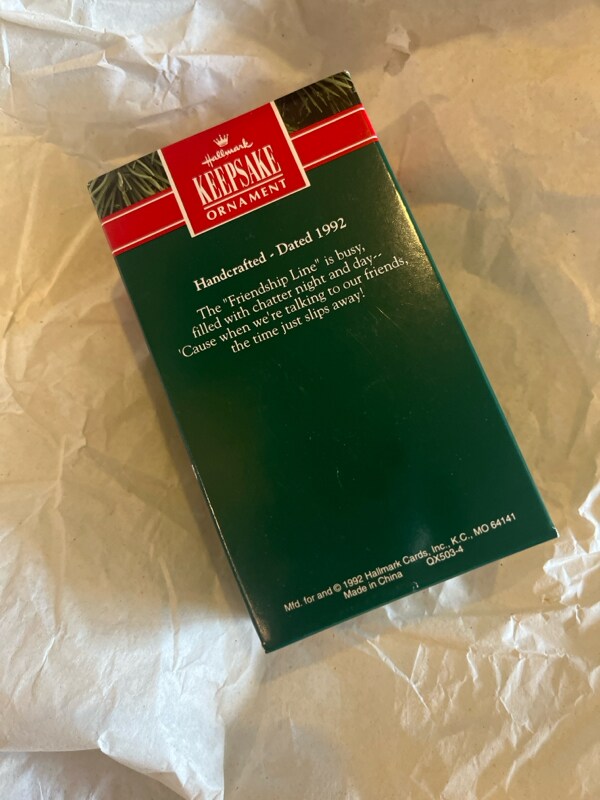 Hallmark
KEEPSAKE
ORNAMENT
Handcrafted - Dated 1992
The "Friendship Line" is busy,
filled with chatter night and day--
'Cause when we're talking to our friends,
the time just slips away!
Mfd. for and © 1992 Hallmark Cards, Inc., K.C., MO 64141
Made in China QX503-4